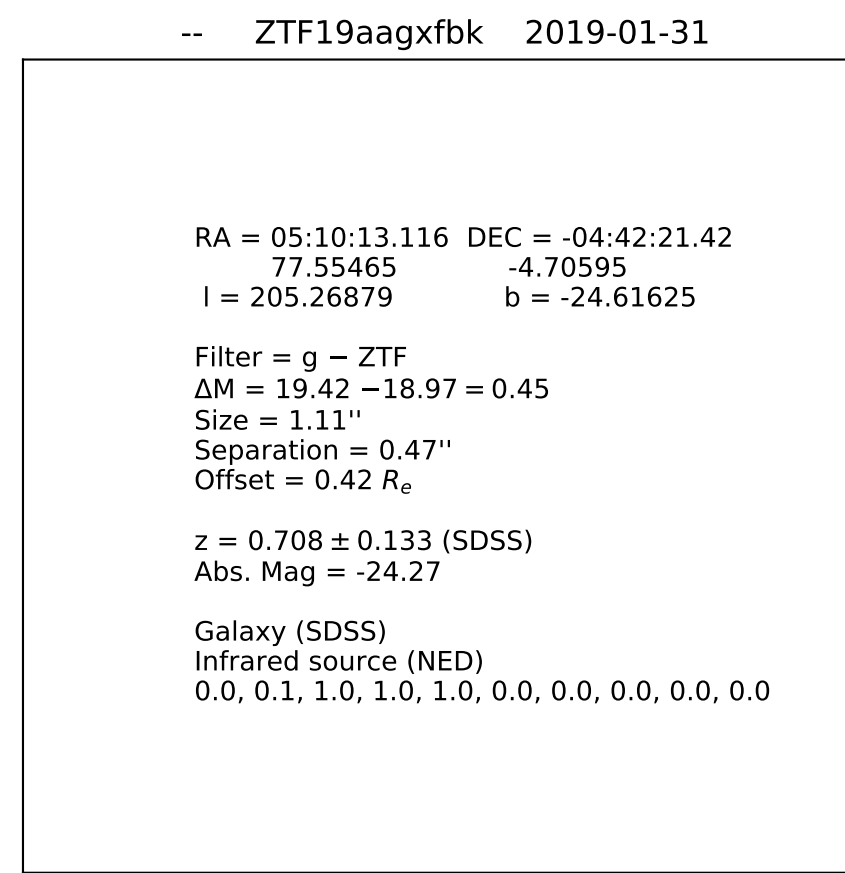 -- ZTF19aagxfbk 2019-01-31
RA = 05:10:13.116 DEC = -04:42:21.42
77.55465 -4.70595
l = 205.26879 b = -24.61625
Filter = g − ZTF
ΔM = 19.42 −18.97 = 0.45
Size = 1.11''
Separation = 0.47''
Offset = 0.42 Rₑ
z = 0.708 ± 0.133 (SDSS)
Abs. Mag = -24.27
Galaxy (SDSS)
Infrared source (NED)
0.0, 0.1, 1.0, 1.0, 1.0, 0.0, 0.0, 0.0, 0.0, 0.0